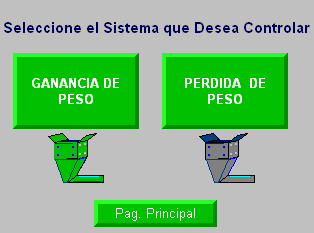 Seleccione el Sistema que Desea Controlar
GANANCIA DE
PESO
PERDIDA DE
PESO
Pag. Principal